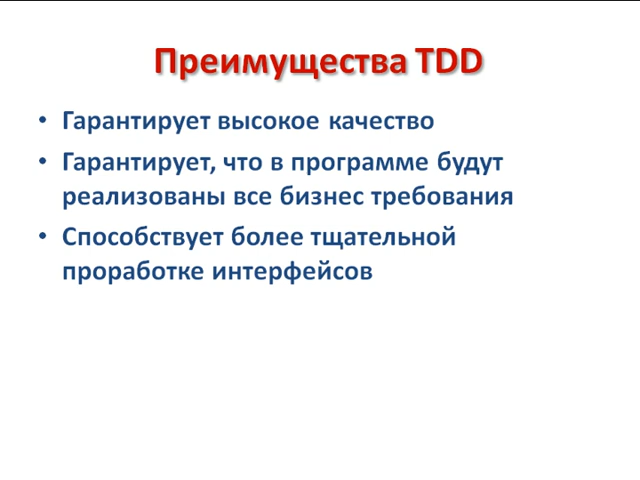 Преимущества TDD
• Гарантирует высокое качество
• Гарантирует, что в программе будут
реализованы все бизнес требования
• Способствует более тщательной
проработке интерфейсов